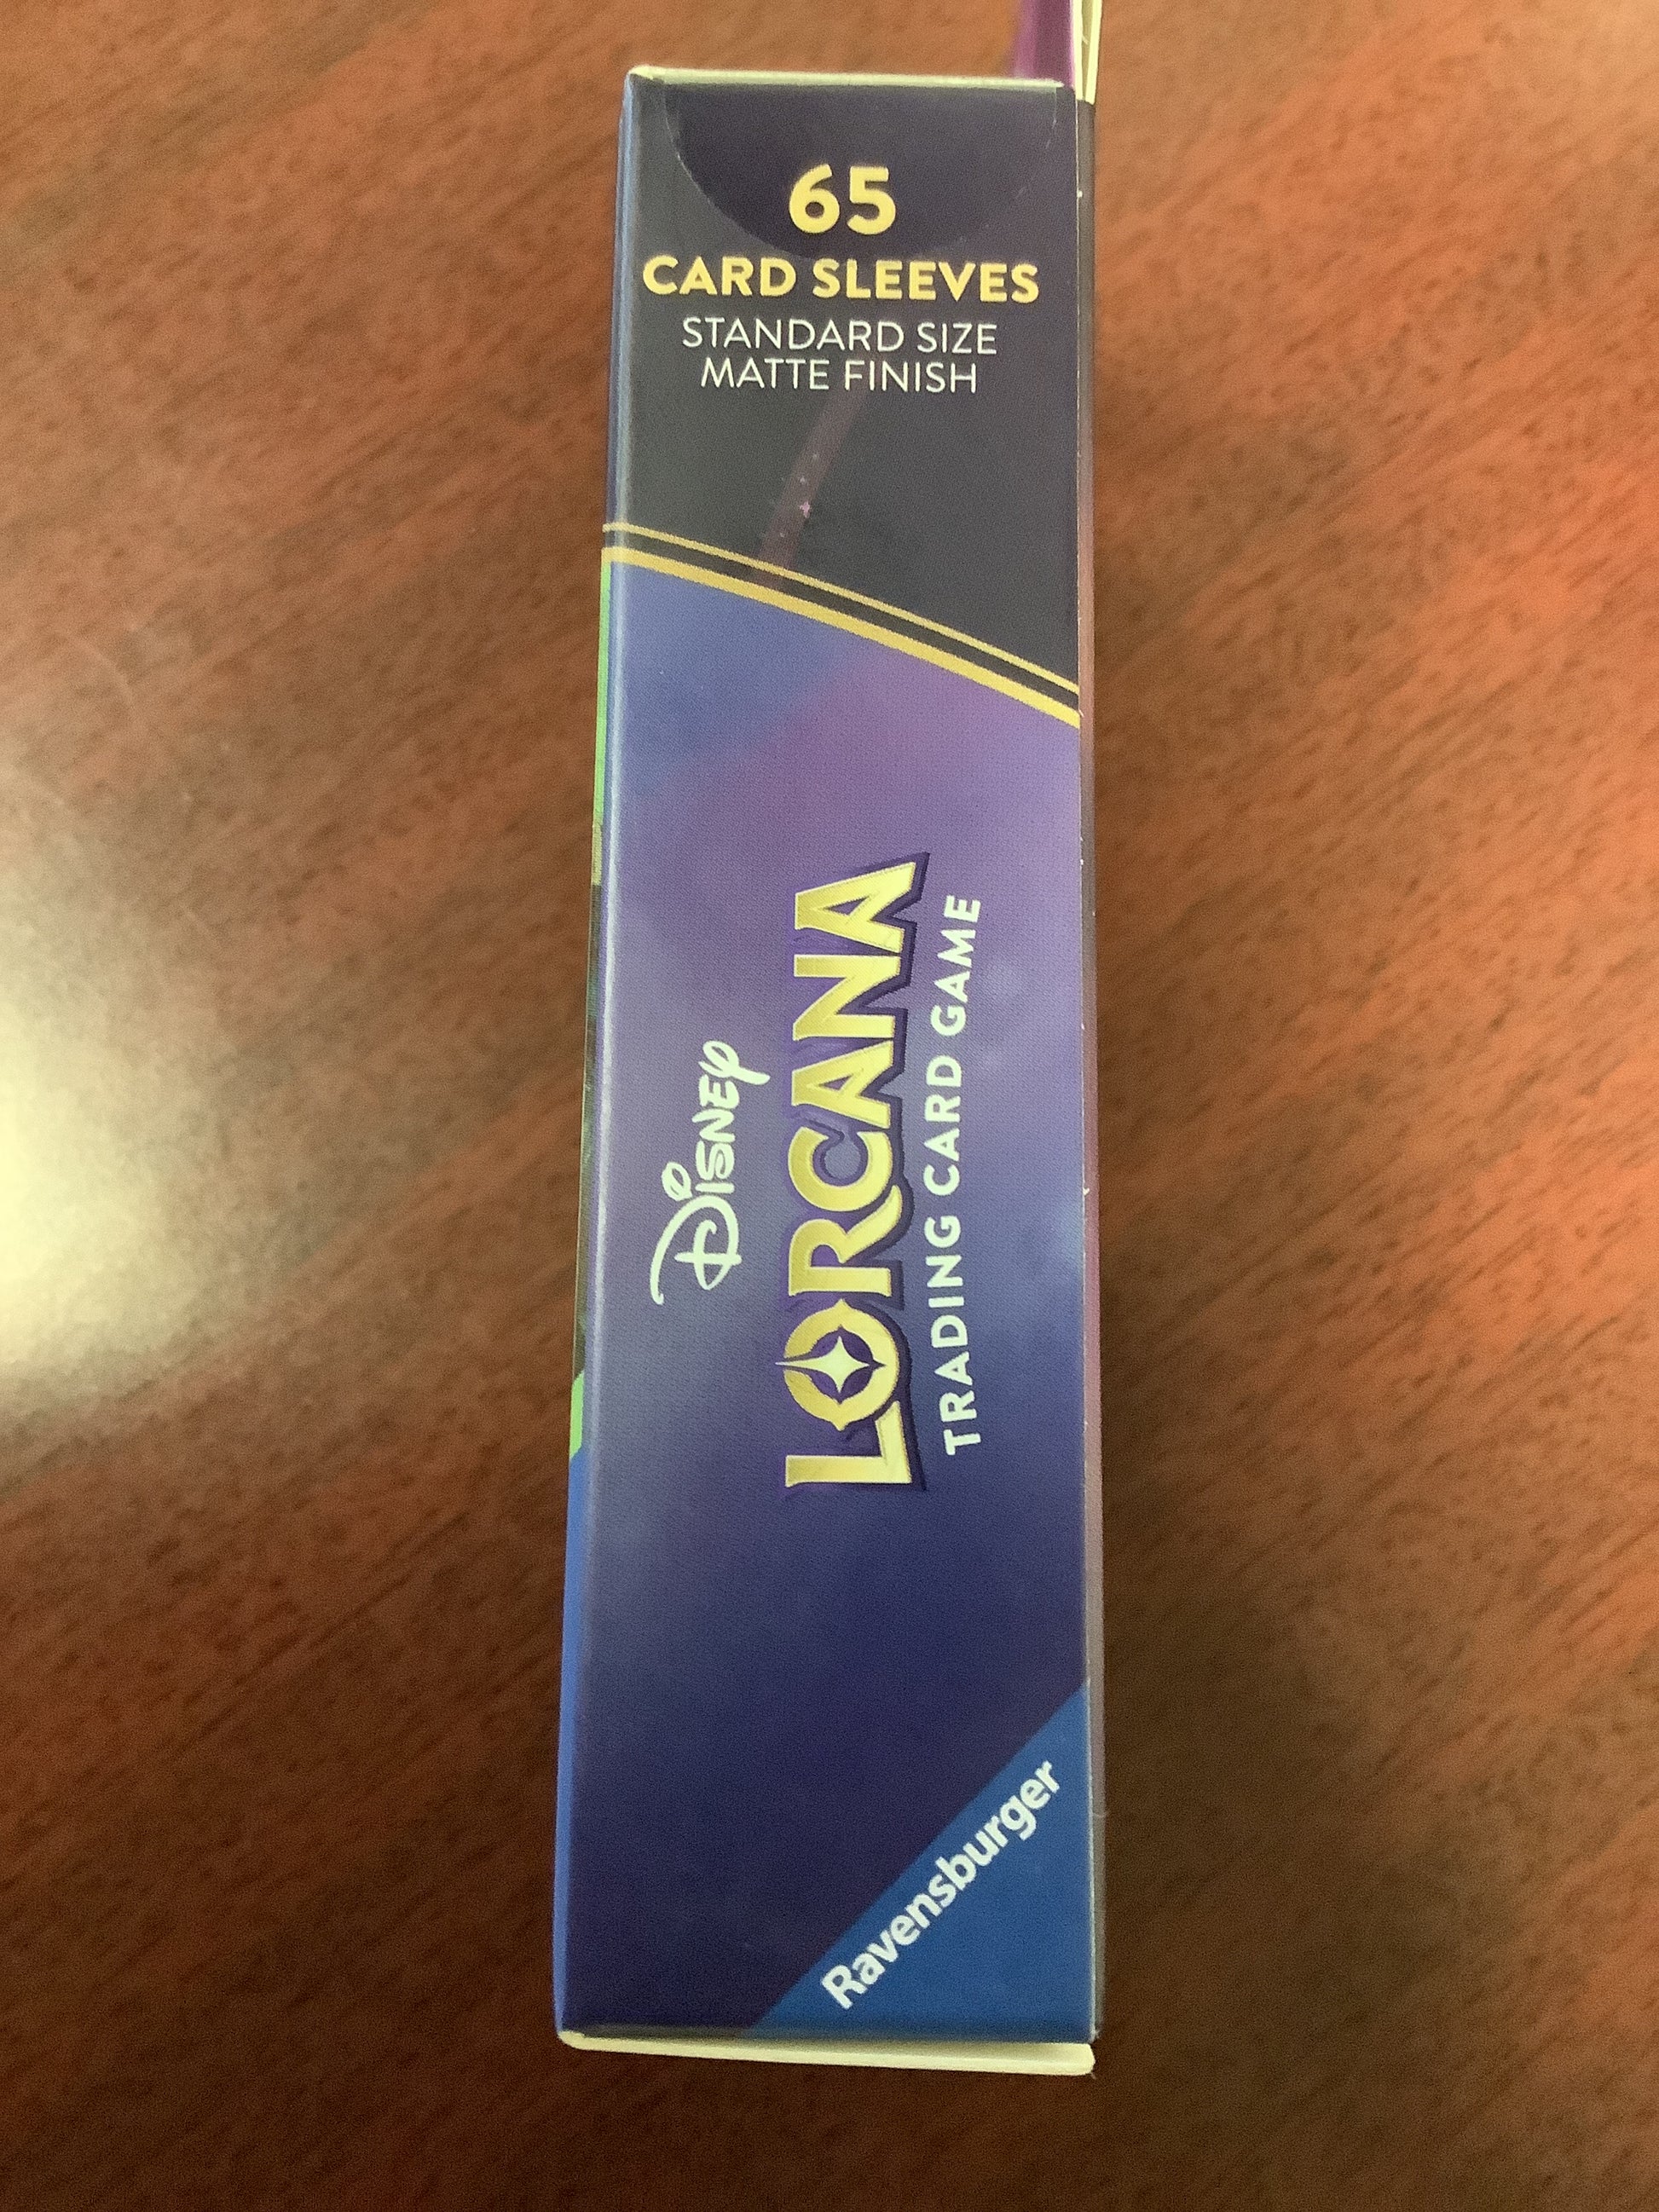 65
CARD SLEEVES
STANDARD SIZE
MATTE FINISH
Disney
LORCANA
TRADING CARD GAME
Ravensburger